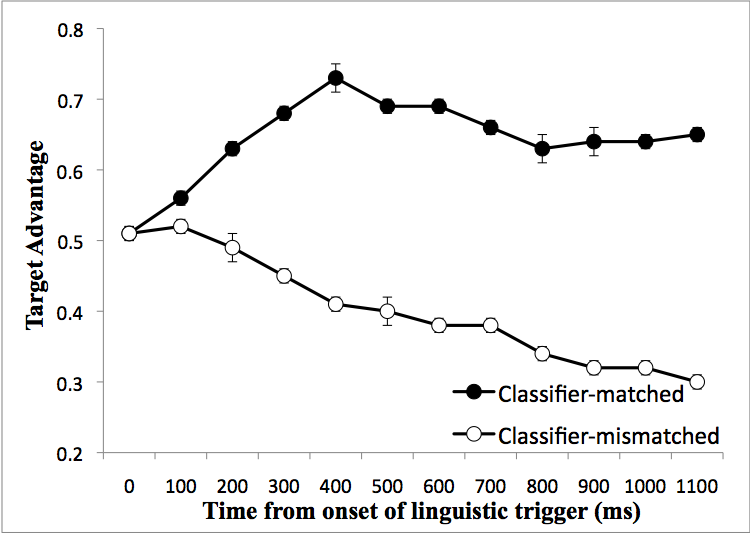 0.8
0.7
0.6
0.5
0.4
0.3
0.2
Target Advantage
Classifier-matched
Classifier-mismatched
0 100 200 300 400 500 600 700 800 900 1000 1100
Time from onset of linguistic trigger (ms)